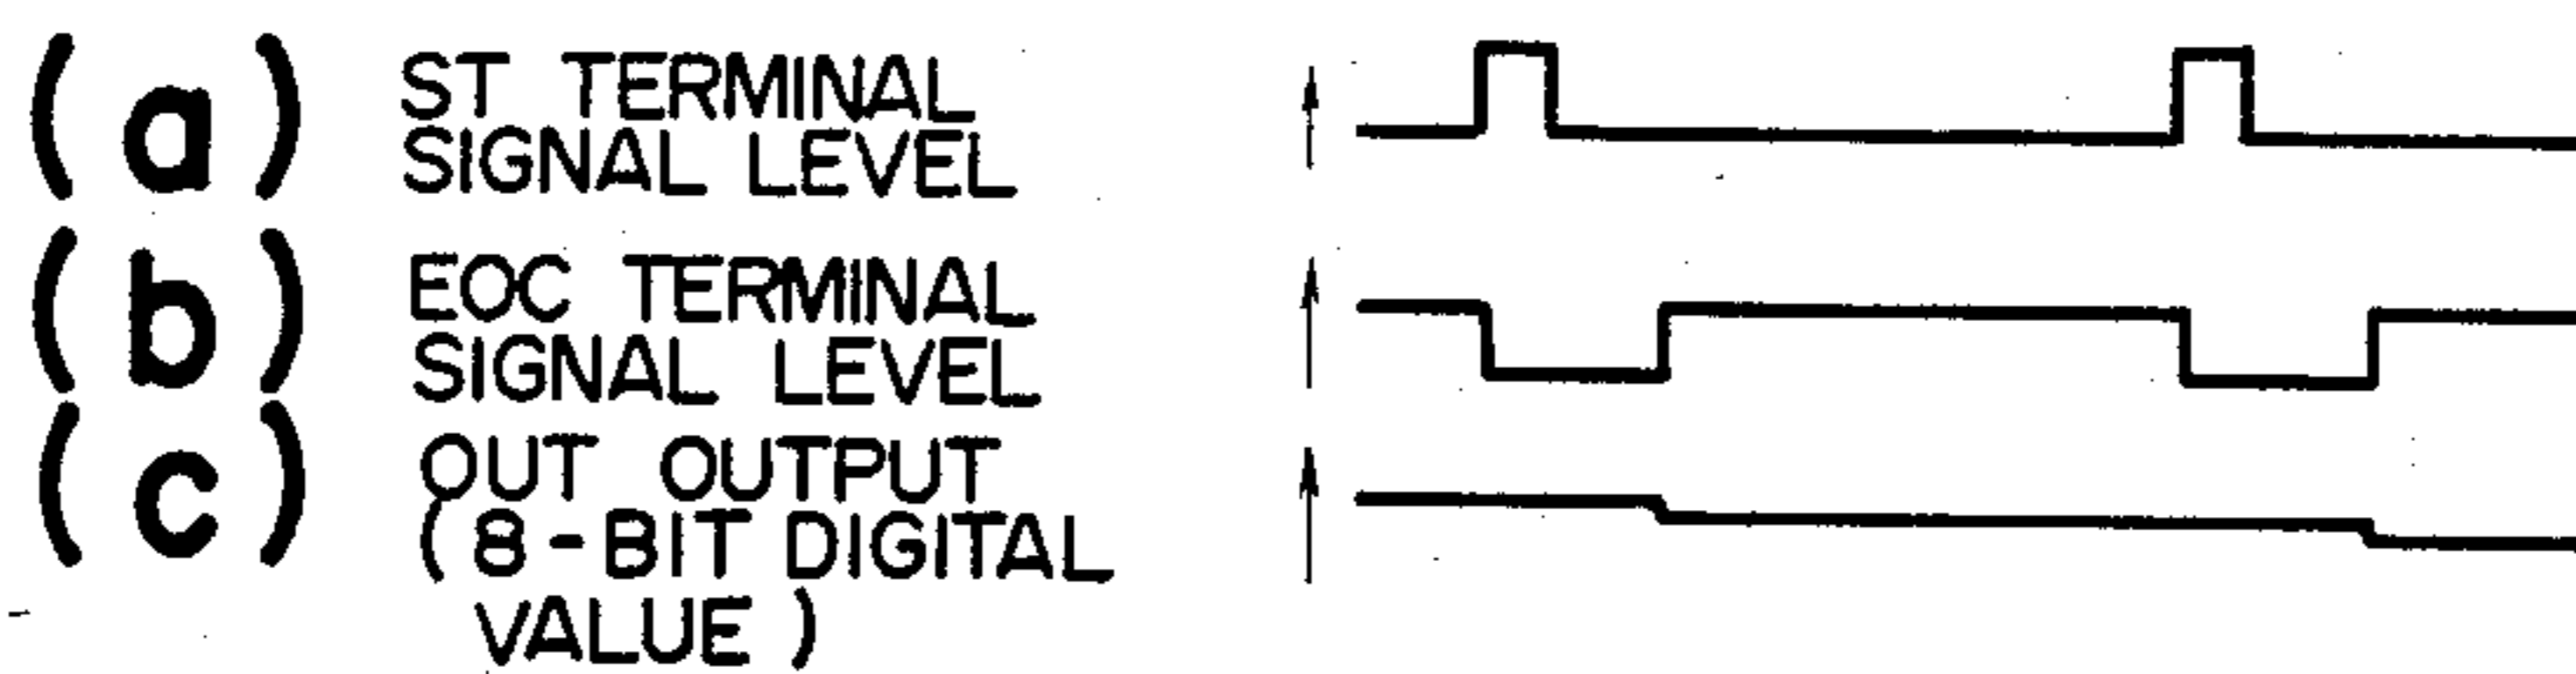 (a) ST TERMINAL
SIGNAL LEVEL
(b) EOC TERMINAL
SIGNAL LEVEL
(c) OUT OUTPUT
(8-BIT DIGITAL
VALUE)